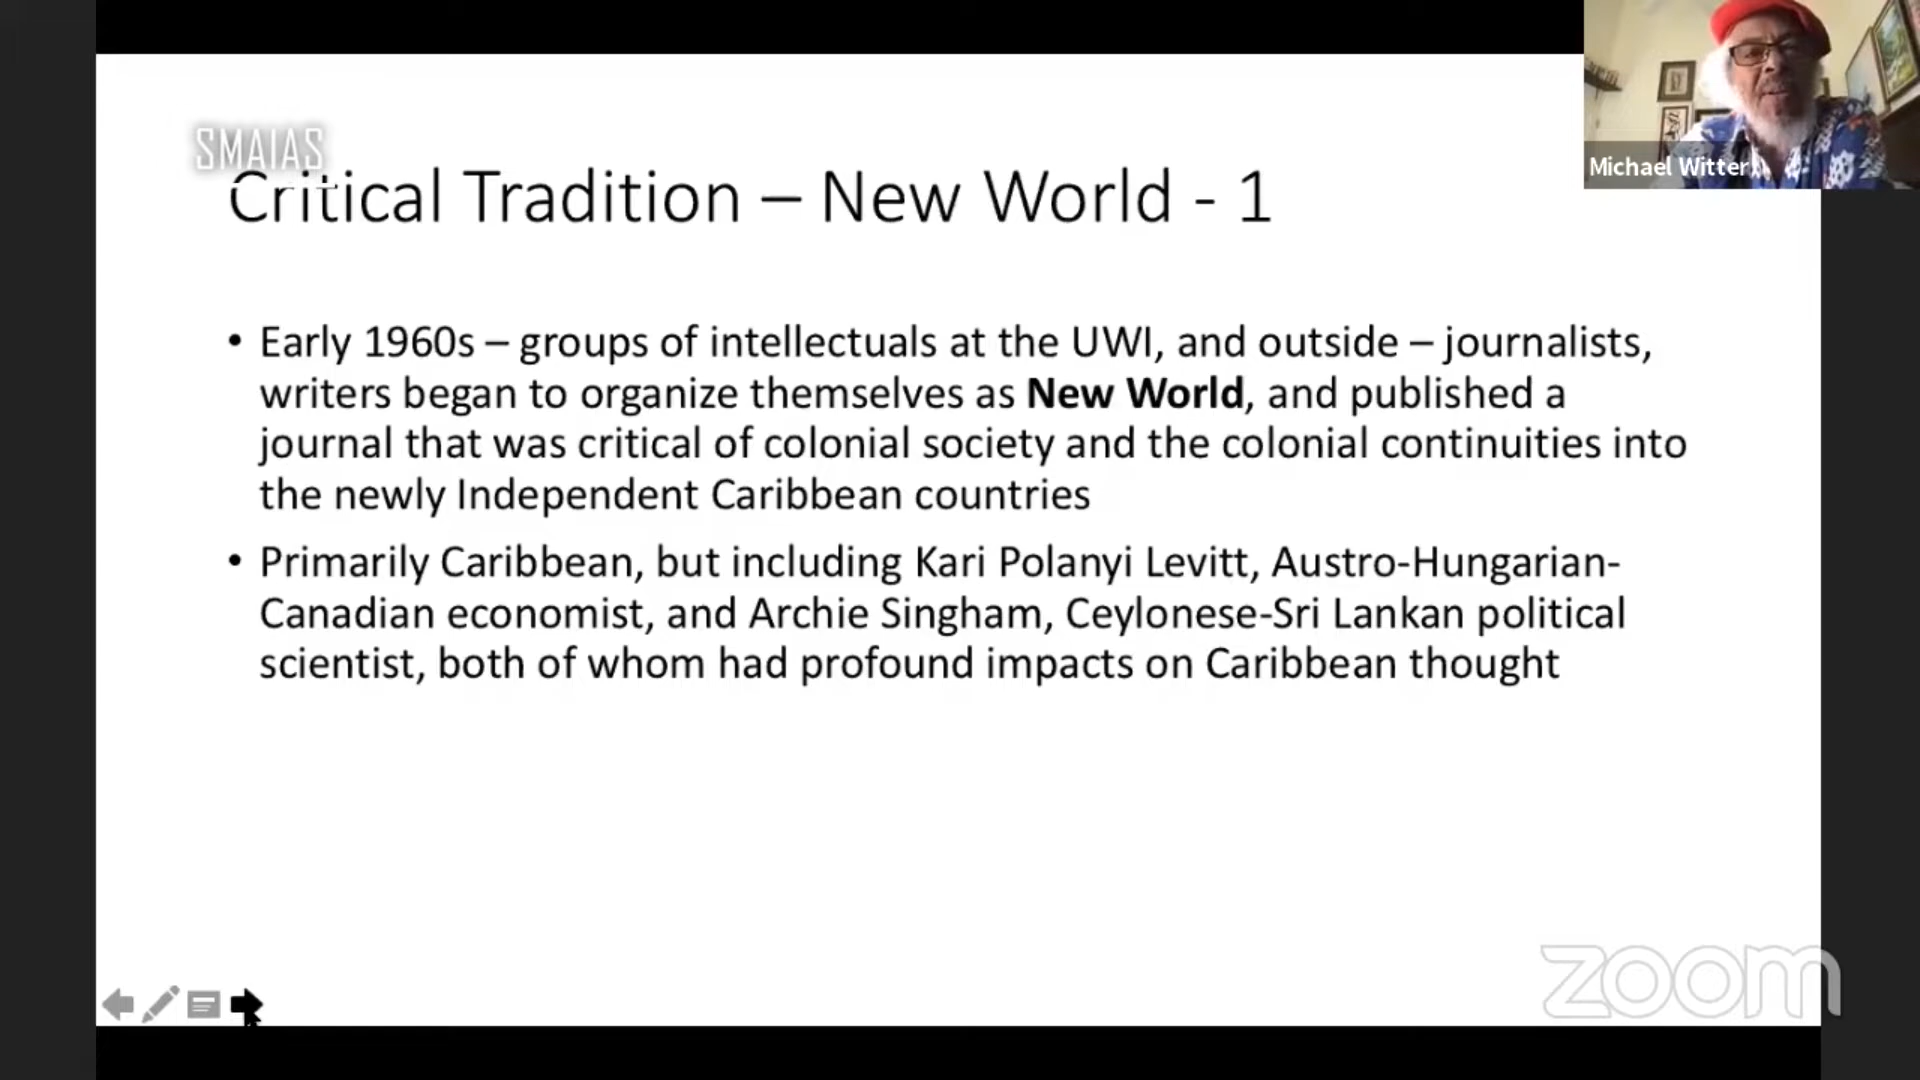 SMAIAS
Critical Tradition – New World - 1
Michael Witter
• Early 1960s – groups of intellectuals at the UWI, and outside – journalists,
writers began to organize themselves as New World, and published a
journal that was critical of colonial society and the colonial continuities into
the newly Independent Caribbean countries
• Primarily Caribbean, but including Kari Polanyi Levitt, Austro-Hungarian-
Canadian economist, and Archie Singham, Ceylonese-Sri Lankan political
scientist, both of whom had profound impacts on Caribbean thought
zoom